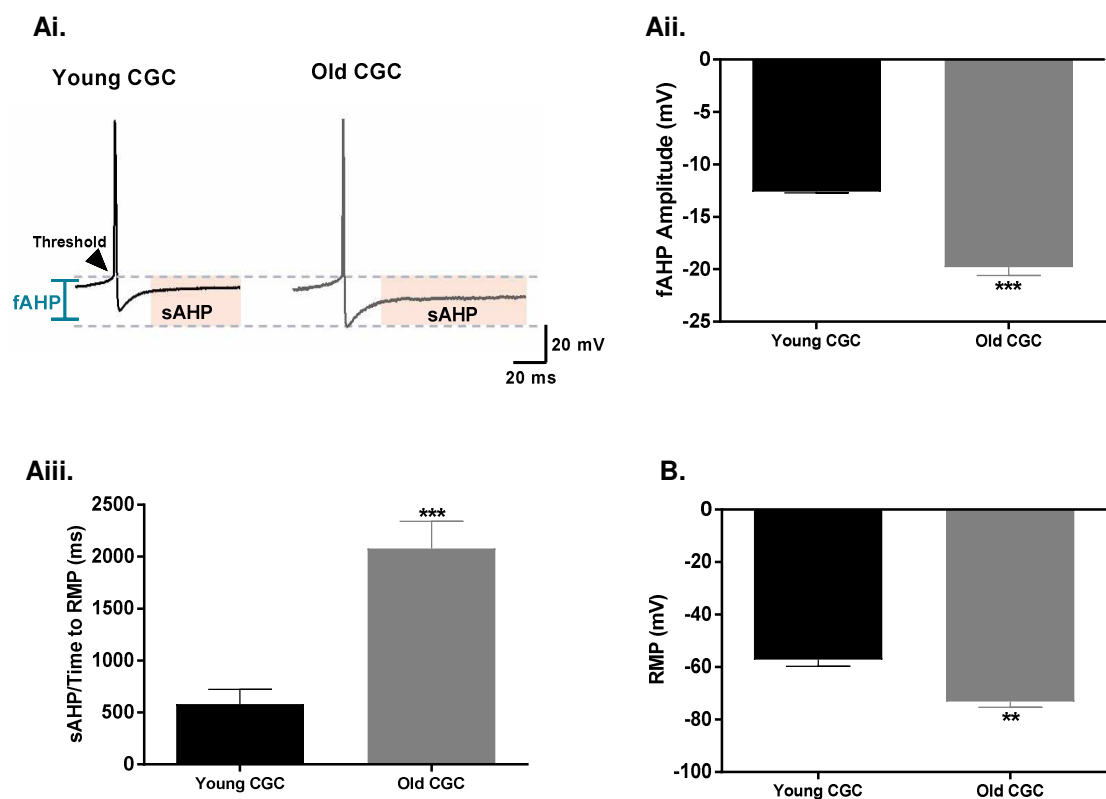 Ai.
Young CGC
Old CGC
Threshold
fAHP
sAHP
sAHP
20 mV
20 ms
Aii.
fAHP Amplitude (mV)
0
-5
-10
-15
-20
-25
***
Young CGC
Old CGC
Aiii.
sAHP/Time to RMP (ms)
2500
2000
1500
1000
500
0
***
Young CGC
Old CGC
B.
RMP (mV)
0
-20
-40
-60
-80
-100
**
Young CGC
Old CGC